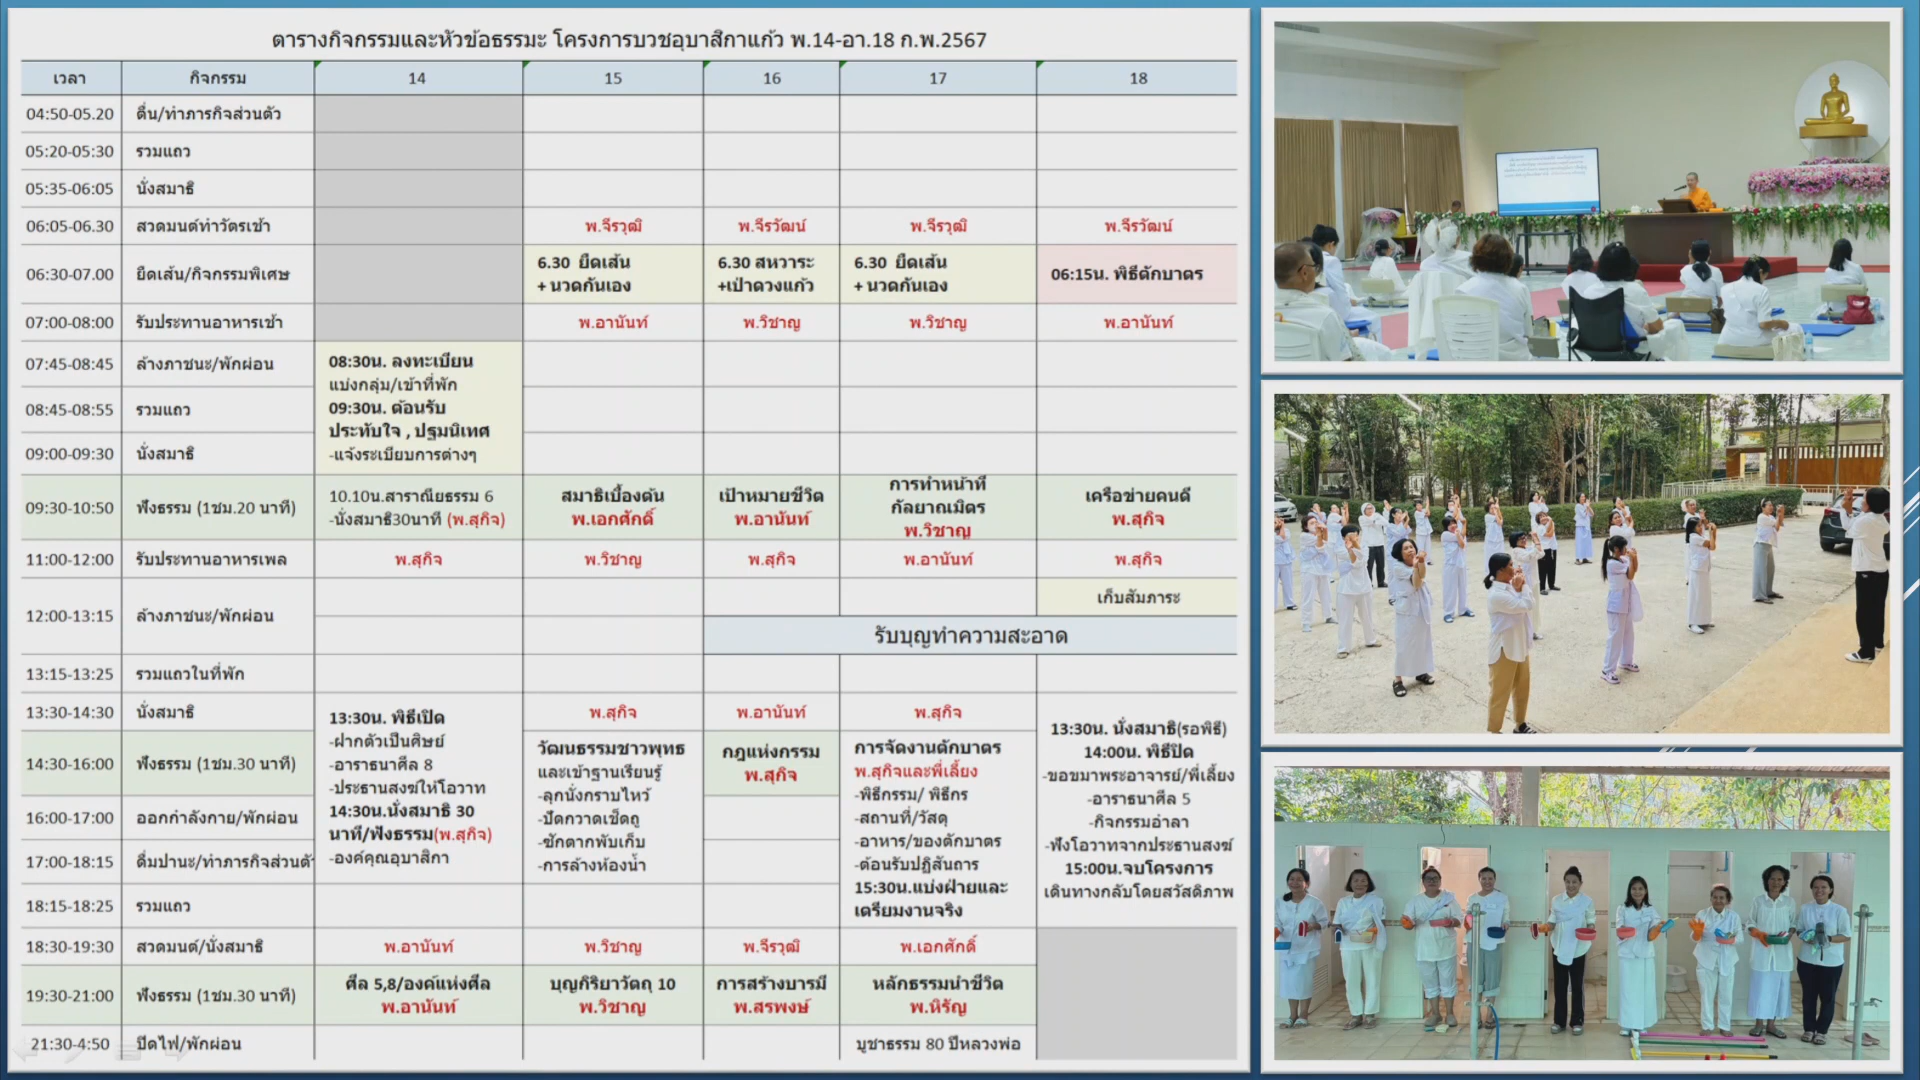 ตารางกิจกรรมและหัวข้อธรรมะ โครงการบวชอุบาสิกาแก้ว พ.14-อา.18 ก.พ.2567
เวลา กิจกรรม 14 15 16 17 18
04:50-05.20 ตื่น/ทำภารกิจส่วนตัว
05:20-05:30 รวมแถว
05:35-06:05 นั่งสมาธิ
06:05-06.30 สวดมนต์ทำวัตรเช้า พ.จีรวุฒิ พ.จีรวัฒน์ พ.จีรวุฒิ พ.จีรวัฒน์
06:30-07.00 ยืดเส้น/กิจกรรมพิเศษ
6.30 ยืดเส้น
+ นวดกันเอง
6.30 สหวาระ
+เป่าดวงแก้ว
6.30 ยืดเส้น
+ นวดกันเอง
06:15น. พิธีตักบาตร
07:00-08:00 รับประทานอาหารเช้า พ.อานันท์ พ.วิชาญ พ.วิชาญ พ.อานันท์
07:45-08:45 ล้างภาชนะ/พักผ่อน
08:45-08:55 รวมแถว
09:00-09:30 นั่งสมาธิ
08:30น. ลงทะเบียน
แบ่งกลุ่ม/เข้าที่พัก
09:30น. ต้อนรับ
ประทับใจ , ปฐมนิเทศ
-แจ้งระเบียบการต่างๆ
09:30-10:50 ฟังธรรม (1ชม.20 นาที)
10.10น.สาราณียธรรม 6
-นั่งสมาธิ30นาที (พ.สุกิจ)
สมาธิเบื้องต้น
พ.เอกศักดิ์
เป้าหมายชีวิต
พ.อานันท์
การทำหน้าที่
กัลยาณมิตร
พ.วิชาญ
เครือข่ายคนดี
พ.สุกิจ
11:00-12:00 รับประทานอาหารเพล พ.สุกิจ พ.วิชาญ พ.สุกิจ พ.อานันท์ พ.สุกิจ
12:00-13:15 ล้างภาชนะ/พักผ่อน
เก็บสัมภาระ
รับบุญทำความสะอาด
13:15-13:25 รวมแถวในที่พัก
13:30-14:30 นั่งสมาธิ พ.สุกิจ พ.อานันท์ พ.สุกิจ
14:30-16:00 ฟังธรรม (1ชม.30 นาที)
16:00-17:00 ออกกำลังกาย/พักผ่อน
17:00-18:15 ดื่มปานะ/ทำภารกิจส่วนตัว
18:15-18:25 รวมแถว
13:30น. พิธีเปิด
-ฝากตัวเป็นศิษย์
-อาราธนาศีล 8
-ประธานสงฆ์ให้โอวาท
14:30น.นั่งสมาธิ 30
นาที/ฟังธรรม(พ.สุกิจ)
-องค์คุณอุบาสิกา
วัฒนธรรมชาวพุทธ
และเข้าฐานเรียนรู้
-ลุกนั่งกราบไหว้
-ปัดกวาดเช็ดถู
-ซักตากพับเก็บ
-การล้างห้องน้ำ
กฎแห่งกรรม
พ.สุกิจ
การจัดงานตักบาตร
พ.สุกิจและพี่เลี้ยง
-พิธีกรรม/ พิธีกร
-สถานที่/วัสดุ
-อาหาร/ของตักบาตร
-ต้อนรับปฏิสันถาร
15:30น.แบ่งฝ่ายและ
เตรียมงานจริง
13:30น. นั่งสมาธิ(รอพิธี)
14:00น. พิธีปิด
-ขอขมาพระอาจารย์/พี่เลี้ยง
-อาราธนาศีล 5
-กิจกรรมอำลา
-ฟังโอวาทจากประธานสงฆ์
15:00น.จบโครงการ
เดินทางกลับโดยสวัสดิภาพ
18:30-19:30 สวดมนต์/นั่งสมาธิ พ.อานันท์ พ.วิชาญ พ.จีรวุฒิ พ.เอกศักดิ์
19:30-21:00 ฟังธรรม (1ชม.30 นาที)
ศีล 5,8/องค์แห่งศีล
พ.อานันท์
บุญกิริยาวัตถุ 10
พ.วิชาญ
การสร้างบารมี
พ.สรพงษ์
หลักธรรมนำชีวิต
พ.หิรัญ
21:30-4:50 ปิดไฟ/พักผ่อน บูชาธรรม 80 ปีหลวงพ่อ